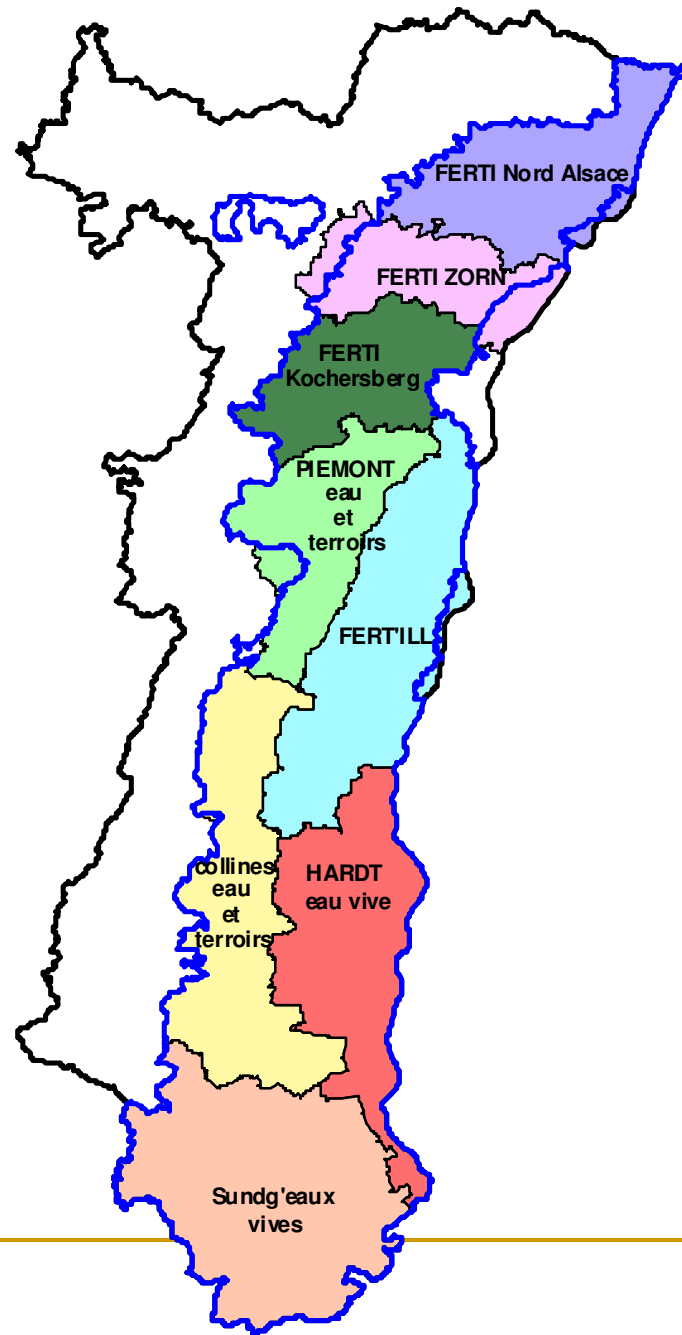 FERTI Nord Alsace
FERTI ZORN
FERTI
Kochersberg
PIEMONT
eau
et
terroirs
FERT'ILL
collines
eau
et
terroirs
HARDT
eau vive
Sundg'eaux
vives